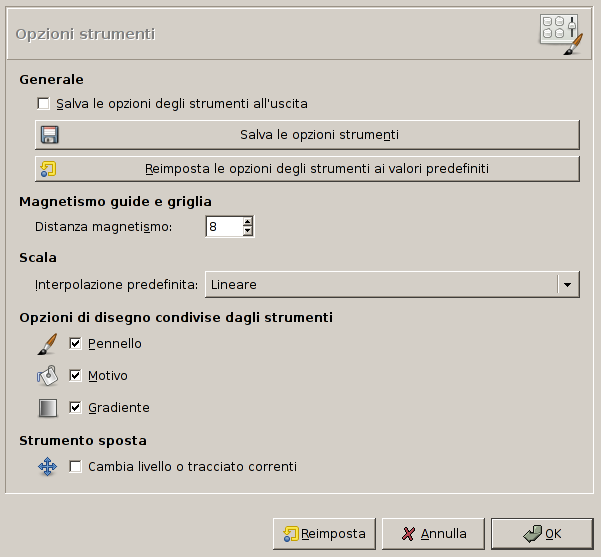 Opzioni strumenti
Generale
Salva le opzioni degli strumenti all'uscita
Salva le opzioni strumenti
Reimposta le opzioni degli strumenti ai valori predefiniti
Magnetismo guide e griglia
Distanza magnetismo: 8
Scala
Interpolazione predefinita: Lineare
Opzioni di disegno condivise dagli strumenti
Pennello
Motivo
Gradiente
Strumento sposta
Cambia livello o tracciato correnti
Reimposta Annulla OK